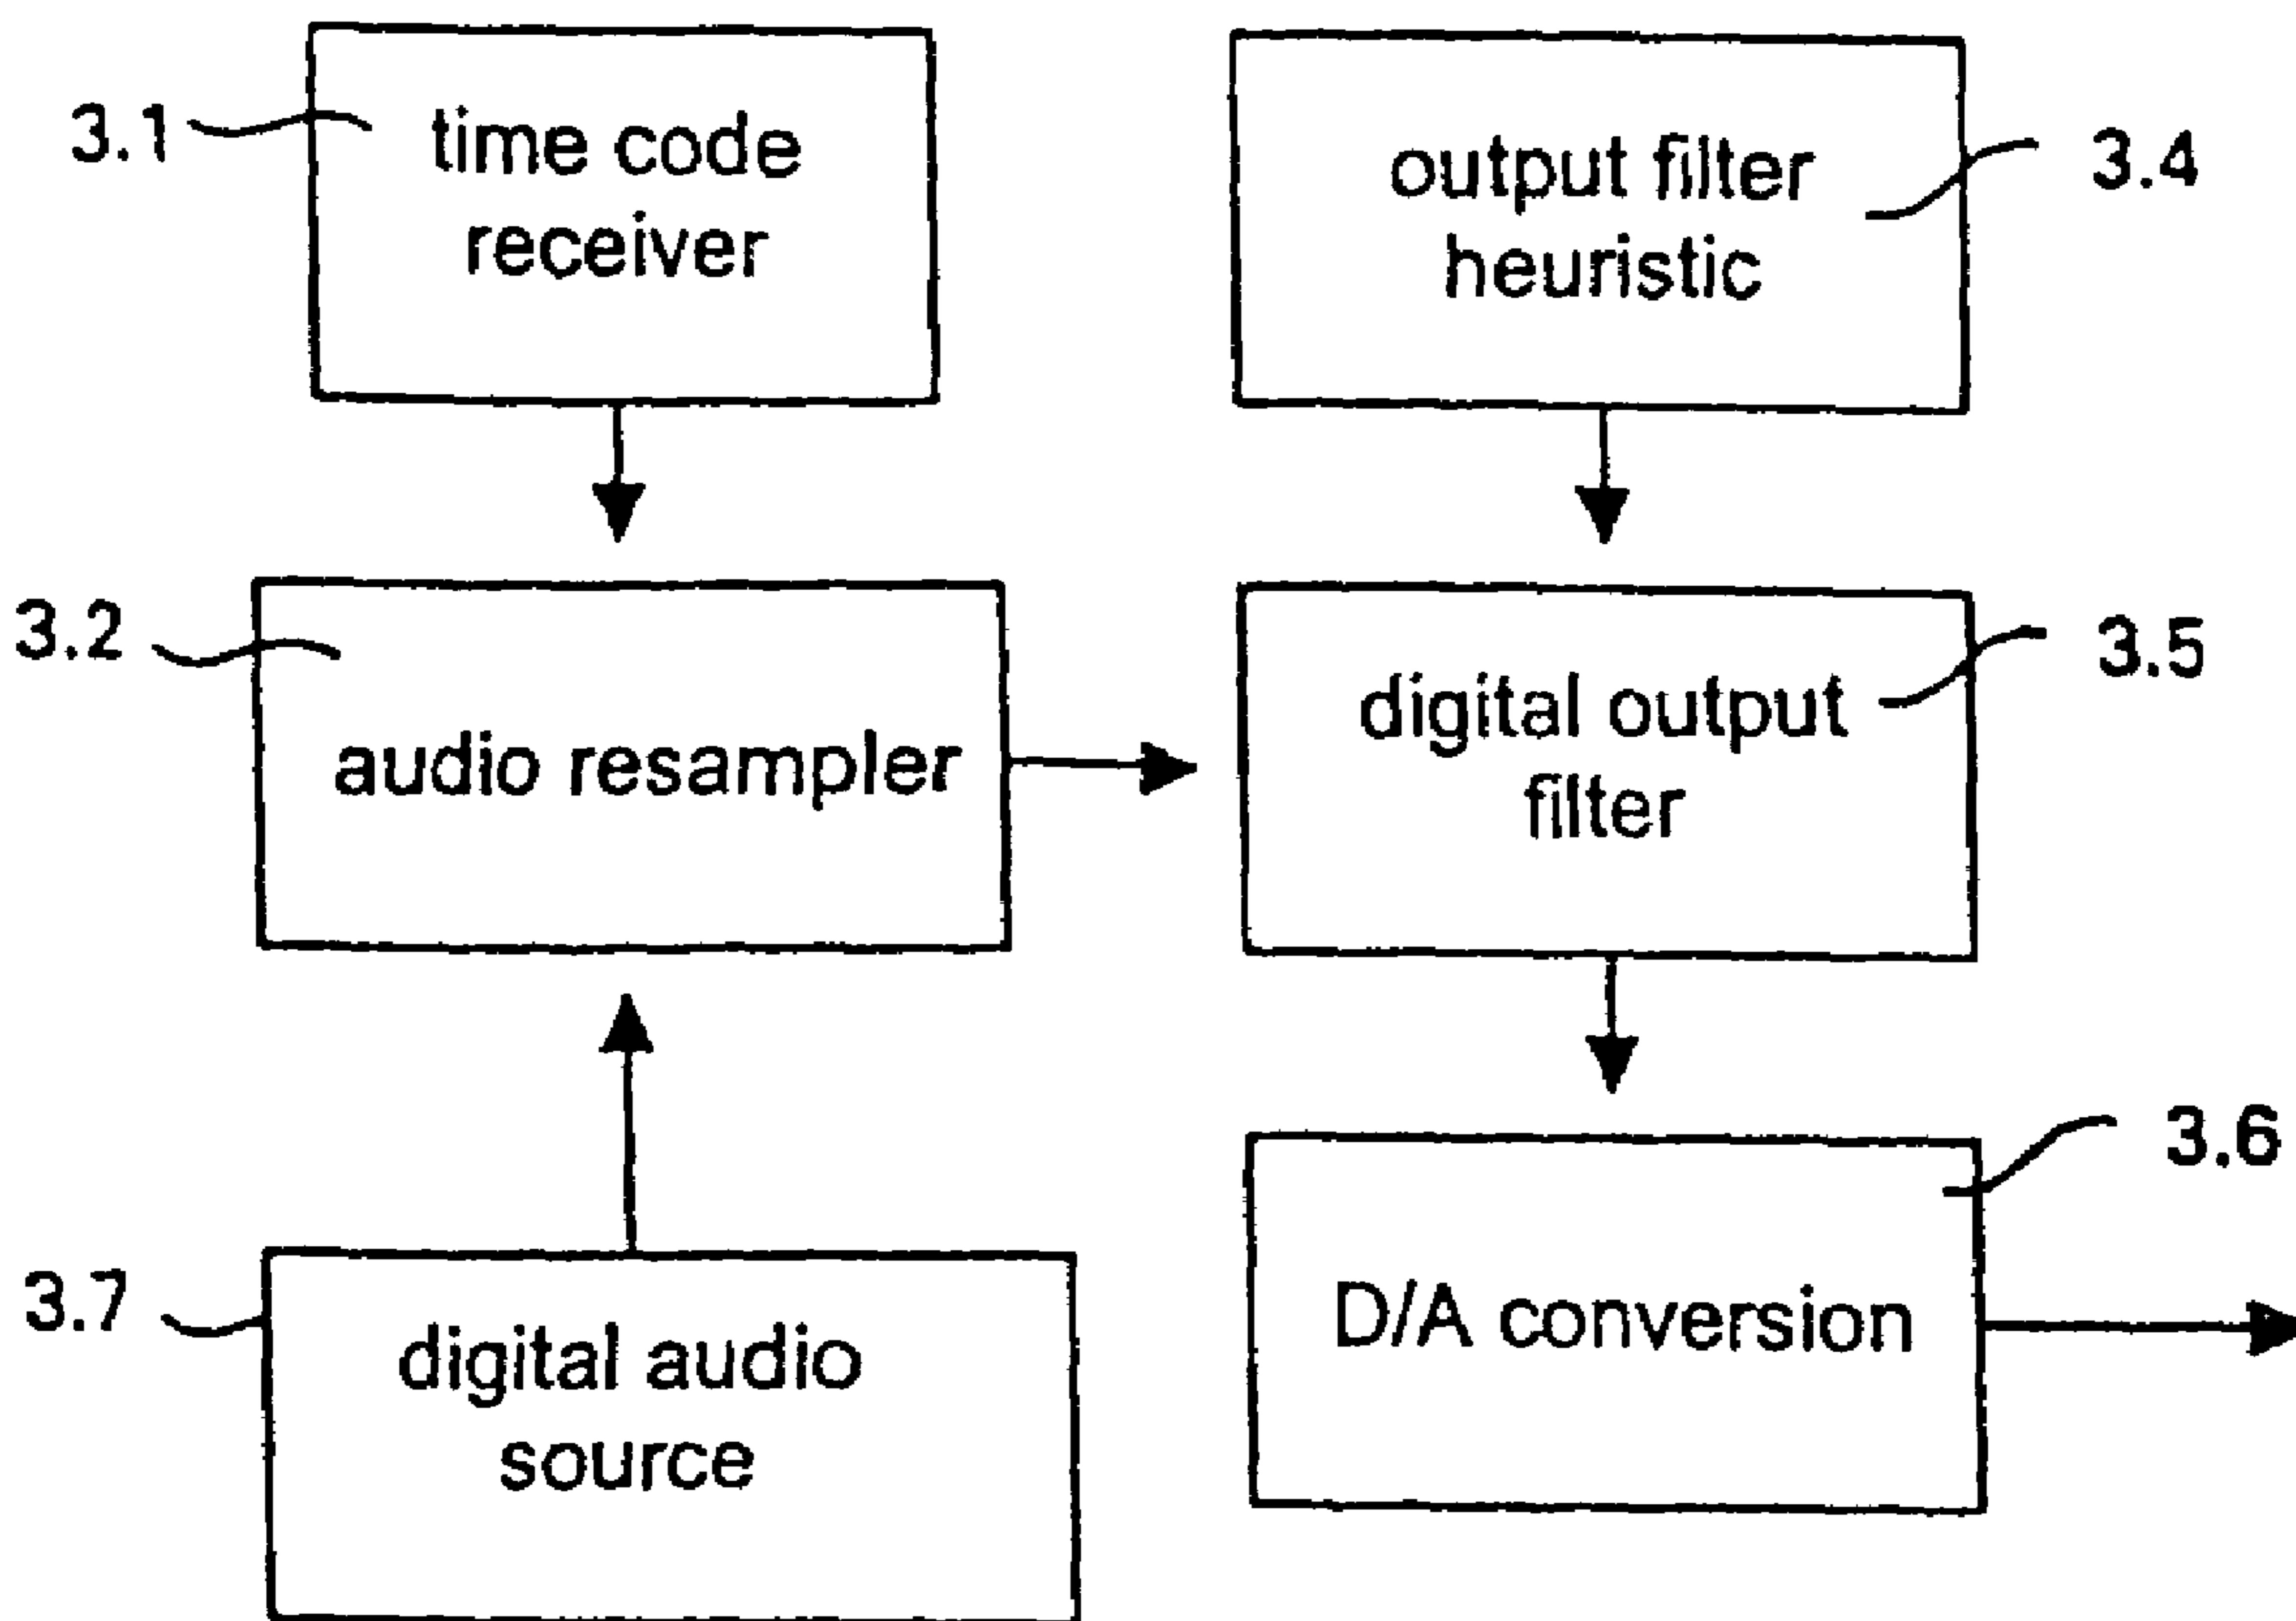 3.1
time code
receiver
output filter
heuristic
3.4
3.2
audio resampler
digital output
filter
3.5
3.7
digital audio
source
D/A conversion
3.6